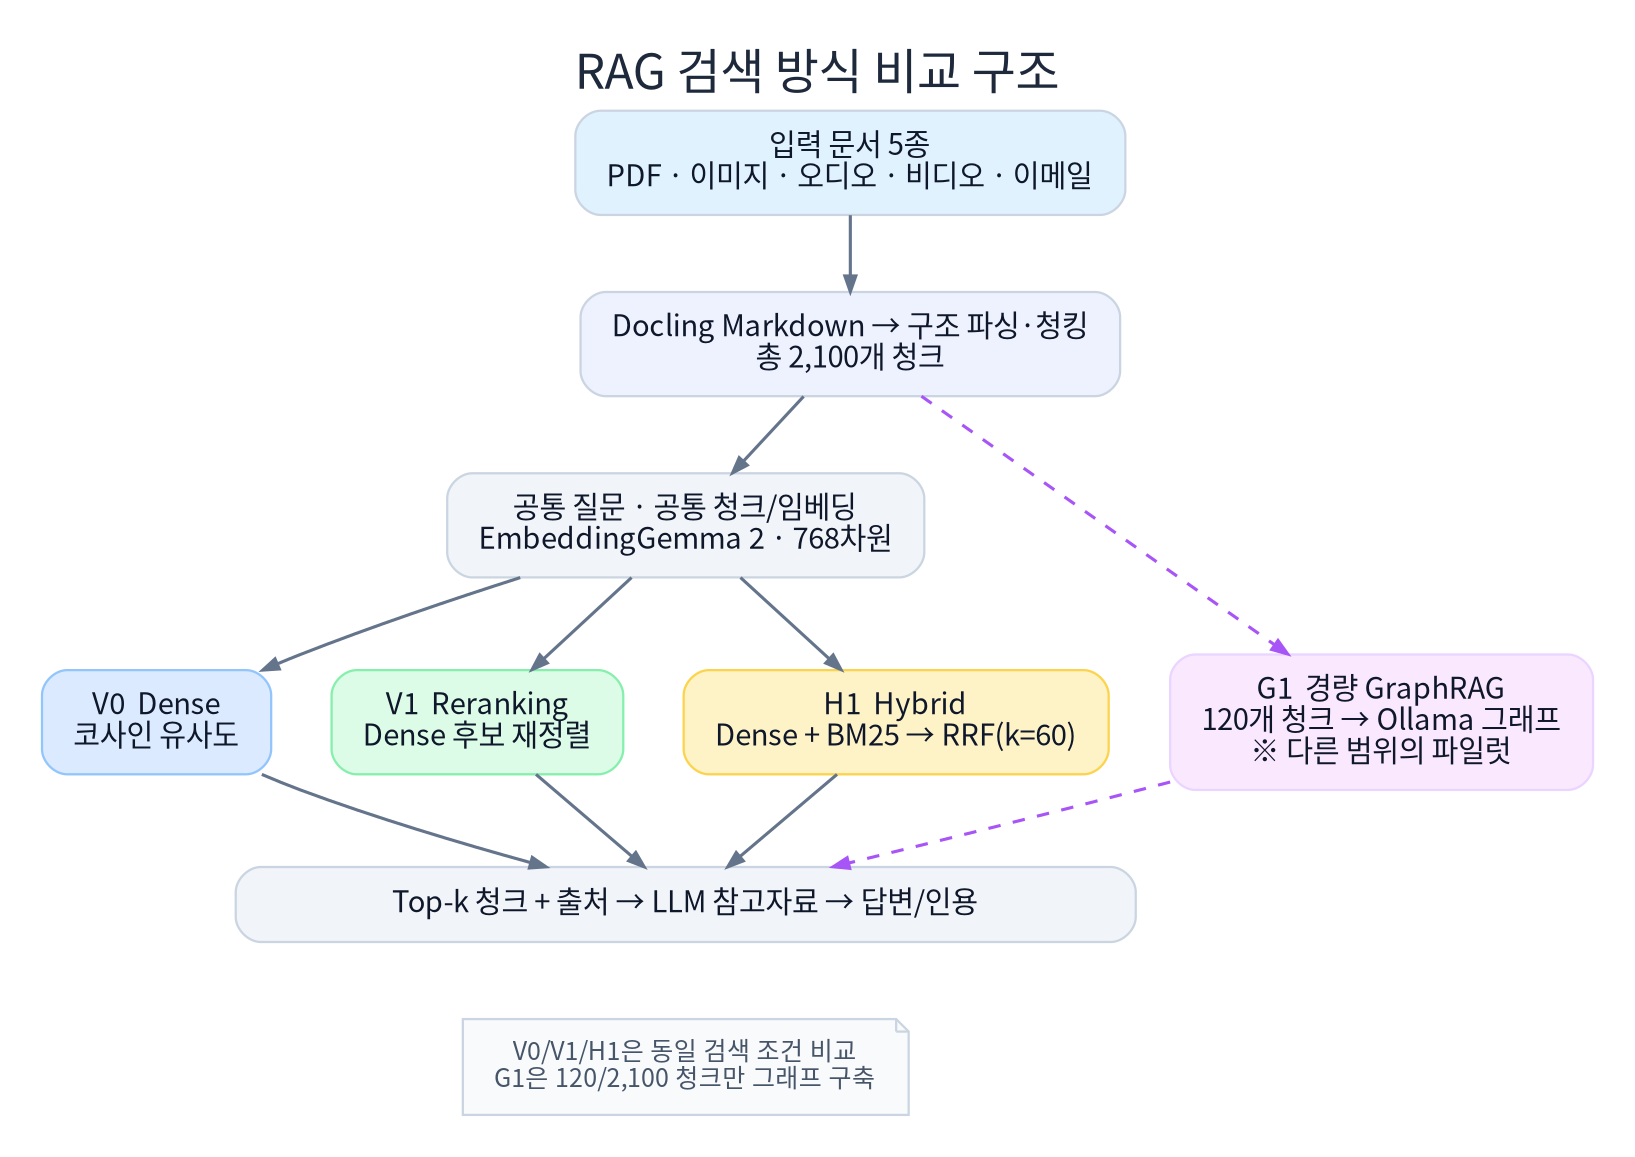 RAG 검색 방식 비교 구조
입력 문서 5종
PDF · 이미지 · 오디오 · 비디오 · 이메일
Docling Markdown → 구조 파싱·청킹
총 2,100개 청크
공통 질문 · 공통 청크/임베딩
EmbeddingGemma 2 · 768차원
V0 Dense
코사인 유사도
V1 Reranking
Dense 후보 재정렬
H1 Hybrid
Dense + BM25 → RRF(k=60)
G1 경량 GraphRAG
120개 청크 → Ollama 그래프
※ 다른 범위의 파일럿
Top-k 청크 + 출처 → LLM 참고자료 → 답변/인용
V0/V1/H1은 동일 검색 조건 비교
G1은 120/2,100 청크만 그래프 구축